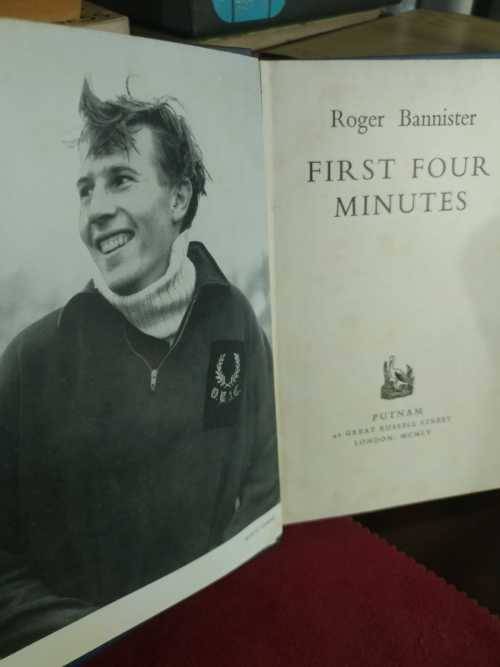 Roger Bannister
FIRST FOUR
MINUTES
PUTNAM
42 GREAT RUSSELL STREET
LONDON: MCMLV